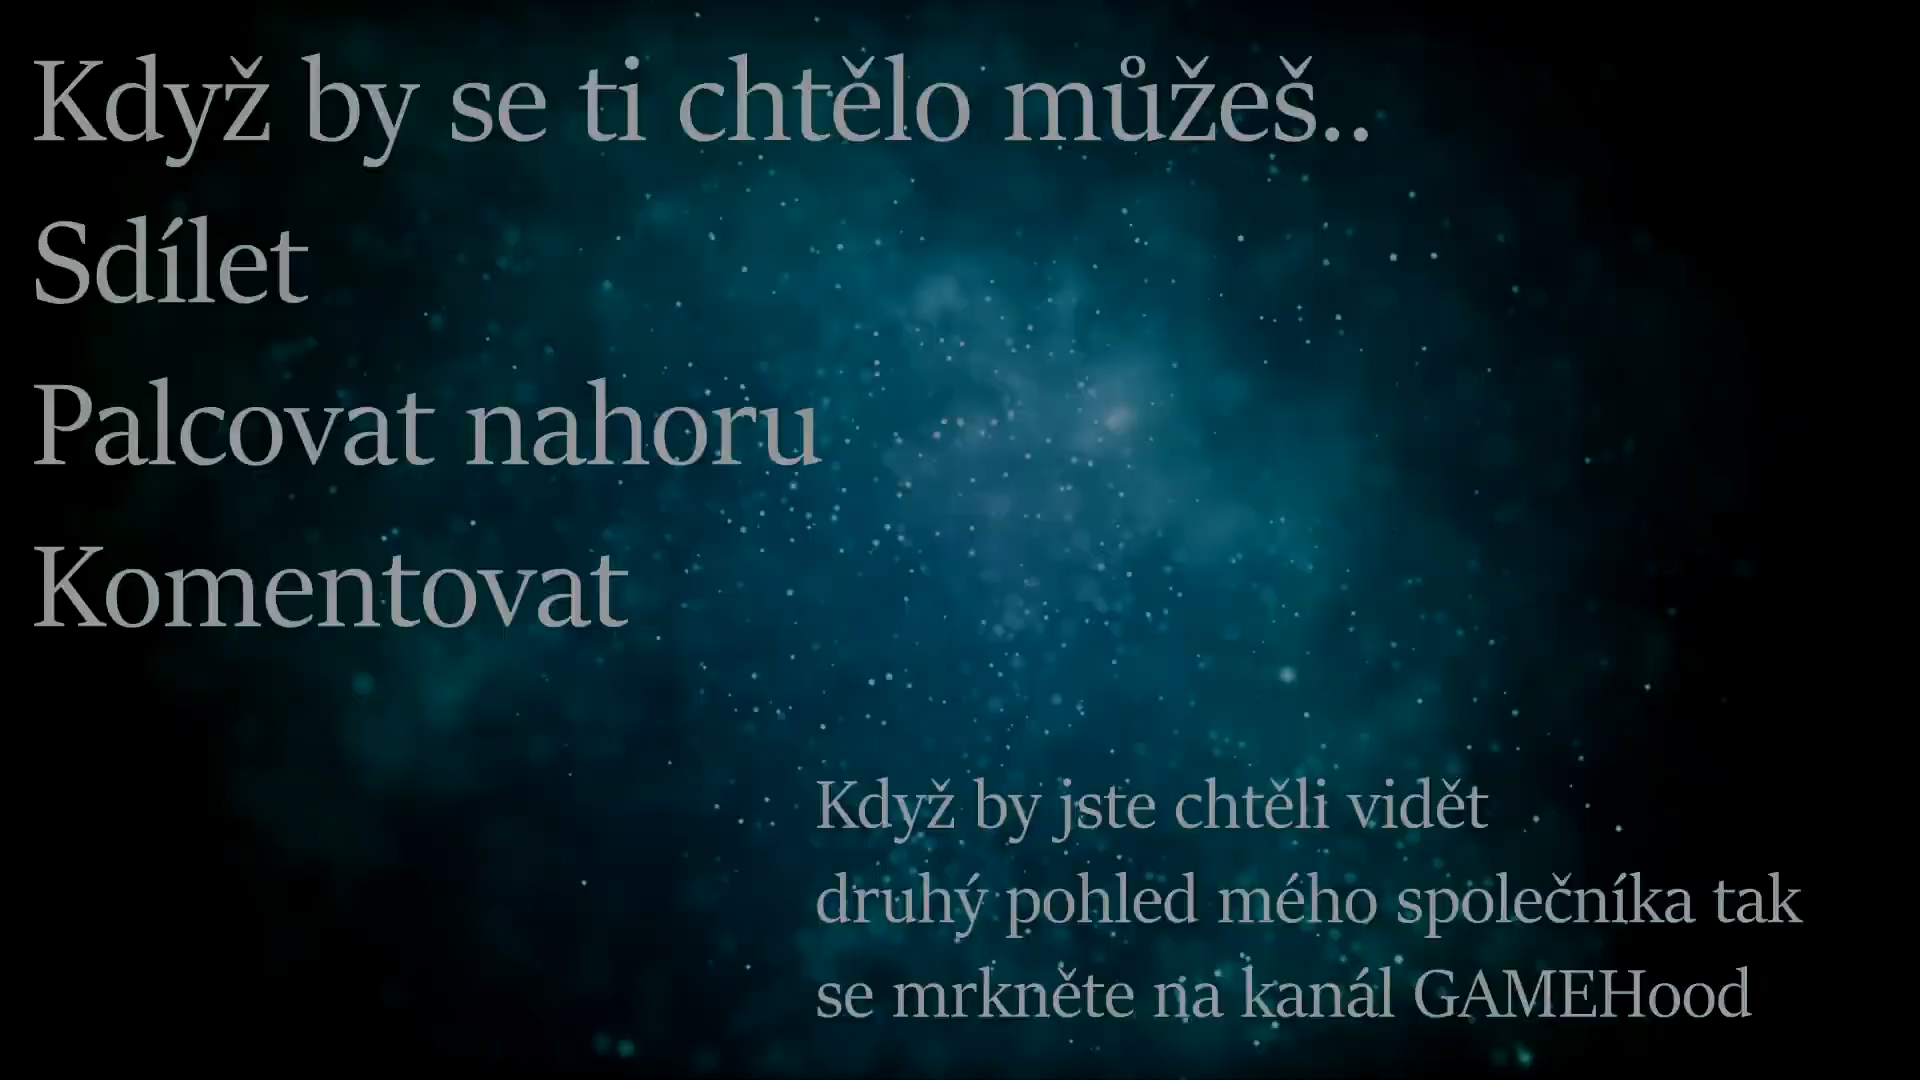 Když by se ti chtělo můžeš..
Sdílet
Palcovat nahoru
Komentovat
Když by jste chtěli vidět
druhý pohled mého společníka tak
se mrkněte na kanál GAMEHood